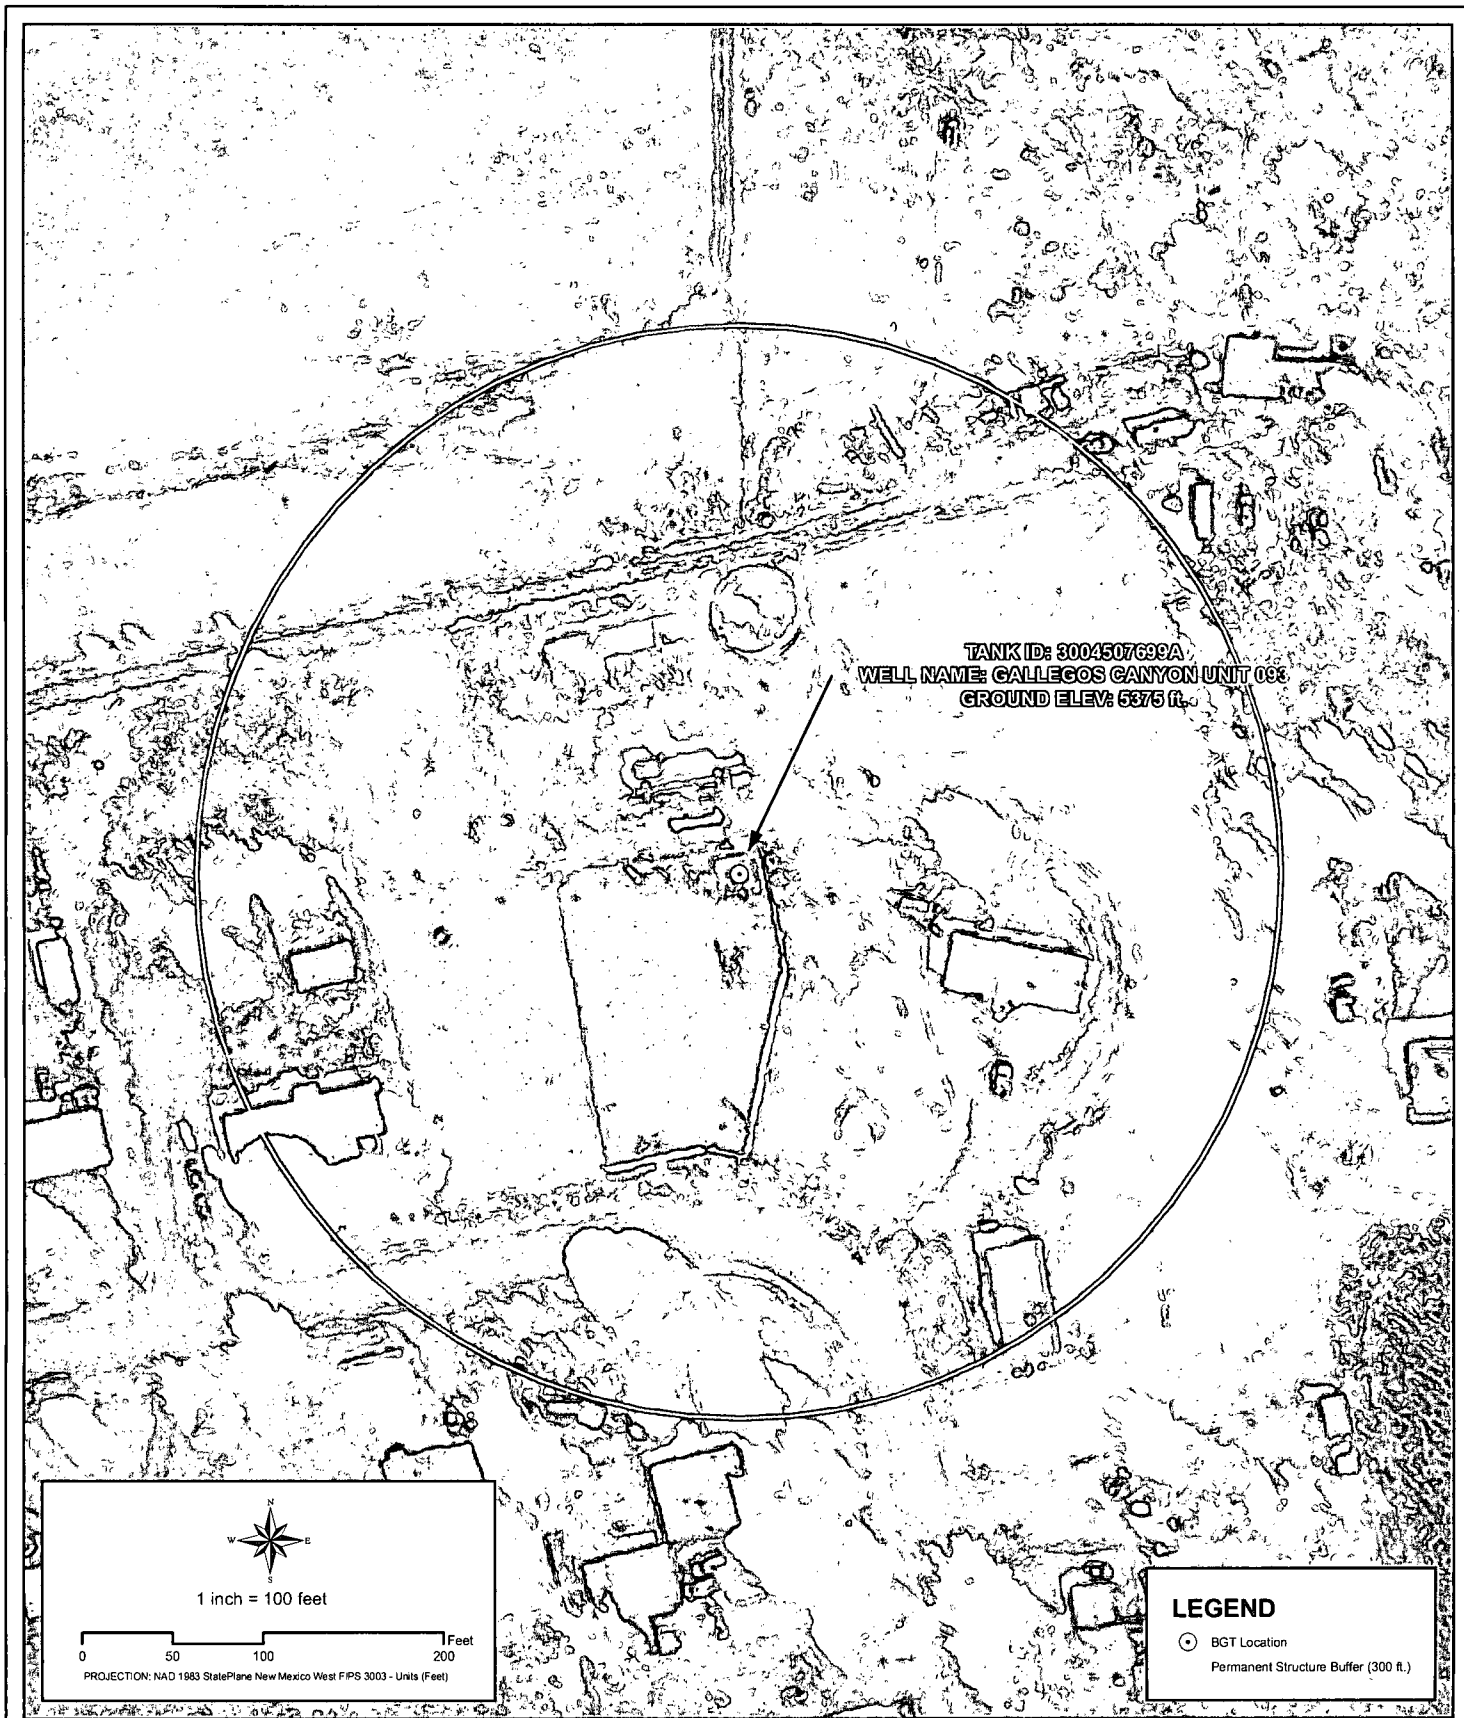 TANK ID: 3004507699A
WELL NAME: GALLEGOS CANYON UNIT 093
GROUND ELEV: 5375 ft.
N
W E
S
1 inch = 100 feet
Feet
0 50 100 200
PROJECTION: NAD 1983 StatePlane New Mexico West FIPS 3003 - Units (Feet)
LEGEND
BGT Location
Permanent Structure Buffer (300 ft.)